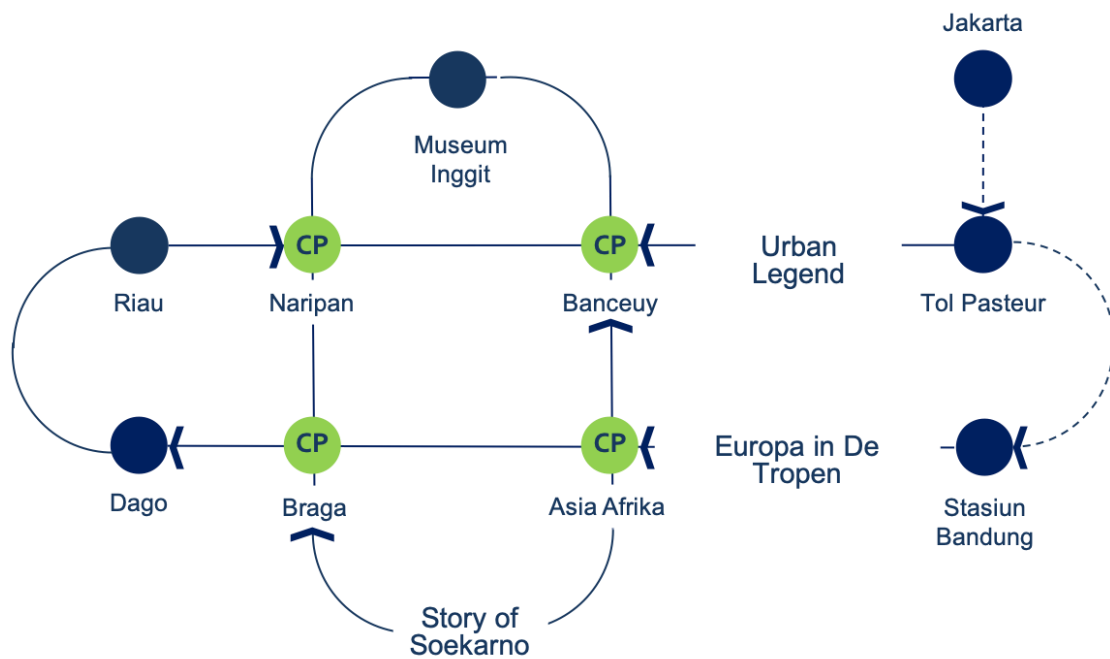 Jakarta
Museum
Inggit
CP
CP
Urban
Legend
Riau
Naripan
Banceuy
Tol Pasteur
CP
CP
Europa in De
Tropen
Dago
Braga
Asia Afrika
Stasiun
Bandung
Story of
Soekarno